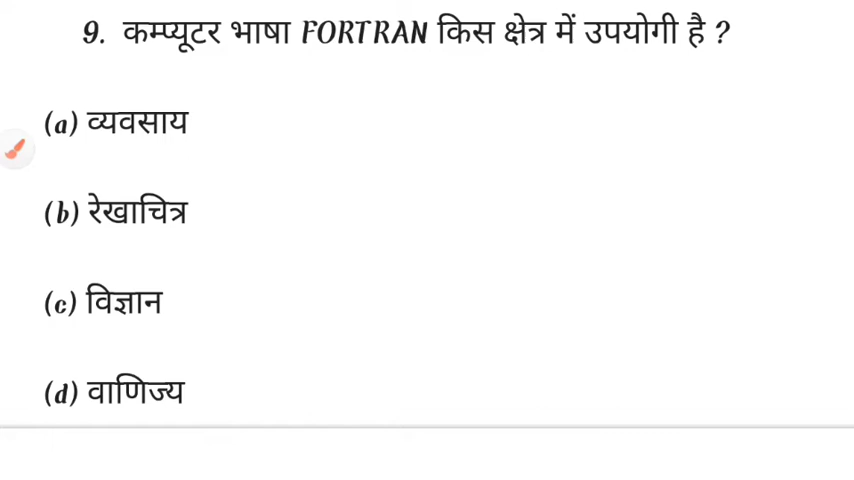 9. कम्प्यूटर भाषा FORTRAN किस क्षेत्र में उपयोगी है ?
(a) व्यवसाय
(b) रेखाचित्र
(c) विज्ञान
(d) वाणिज्य